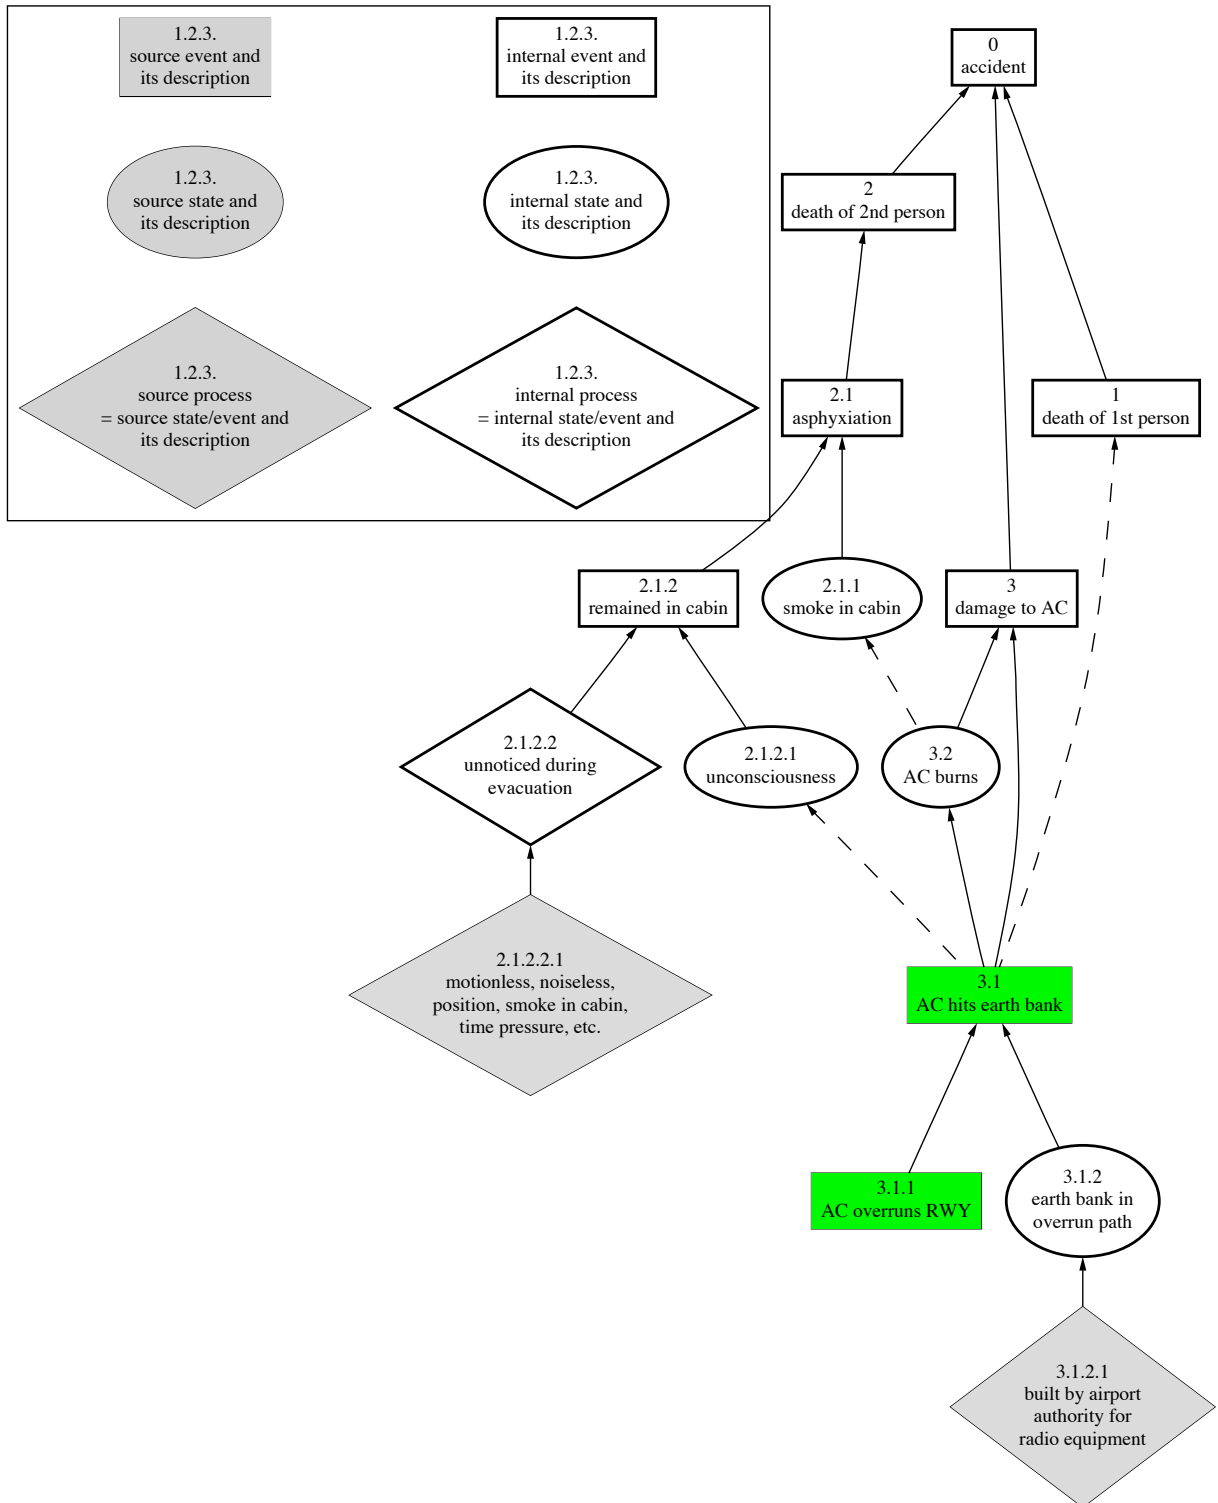 1.2.3.
source event and
its description
1.2.3.
internal event and
its description
1.2.3.
source state and
its description
1.2.3.
internal state and
its description
1.2.3.
source process
= source state/event and
its description
1.2.3.
internal process
= internal state/event and
its description
0
accident
2
death of 2nd person
2.1
asphyxiation
1
death of 1st person
2.1.2
remained in cabin
2.1.1
smoke in cabin
3
damage to AC
2.1.2.2
unnoticed during
evacuation
2.1.2.1
unconsciousness
3.2
AC burns
2.1.2.2.1
motionless, noiseless,
position, smoke in cabin,
time pressure, etc.
3.1
AC hits earth bank
3.1.1
AC overruns RWY
3.1.2
earth bank in
overrun path
3.1.2.1
built by airport
authority for
radio equipment